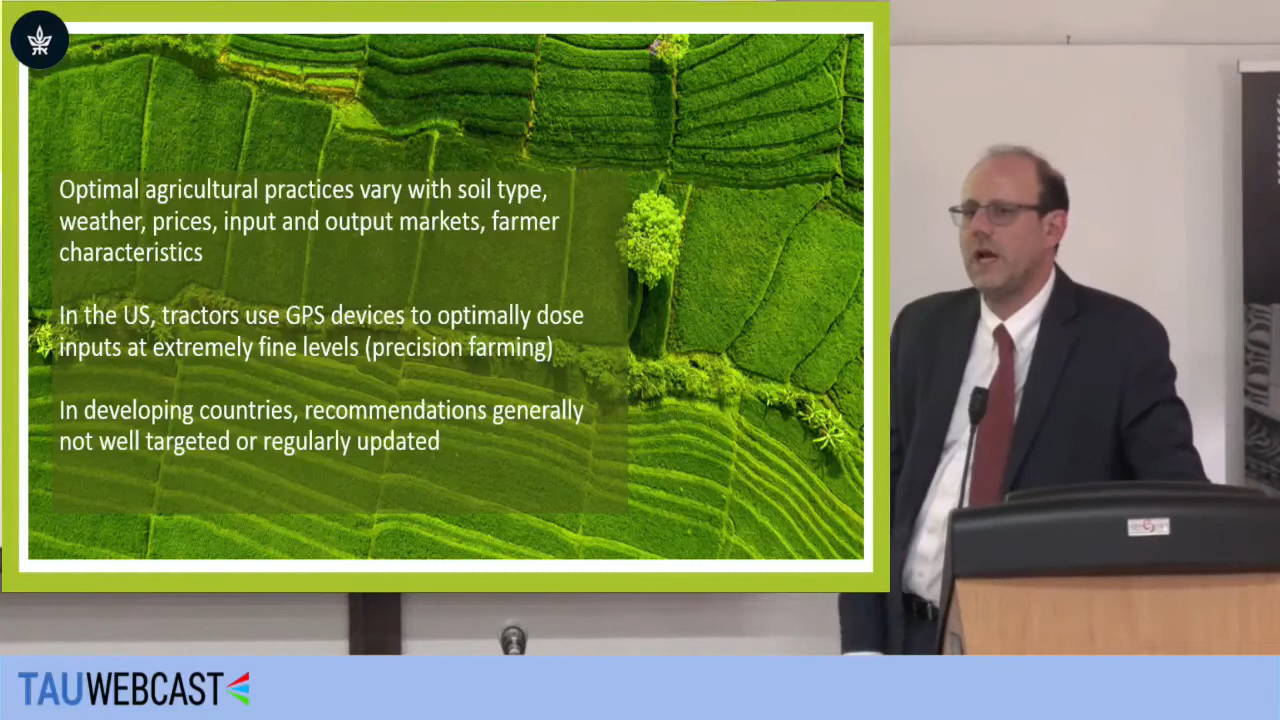 Optimal agricultural practices vary with soil type,
weather, prices, input and output markets, farmer
characteristics
In the US, tractors use GPS devices to optimally dose
inputs at extremely fine levels (precision farming)
In developing countries, recommendations generally
not well targeted or regularly updated
TAUWEBCAST